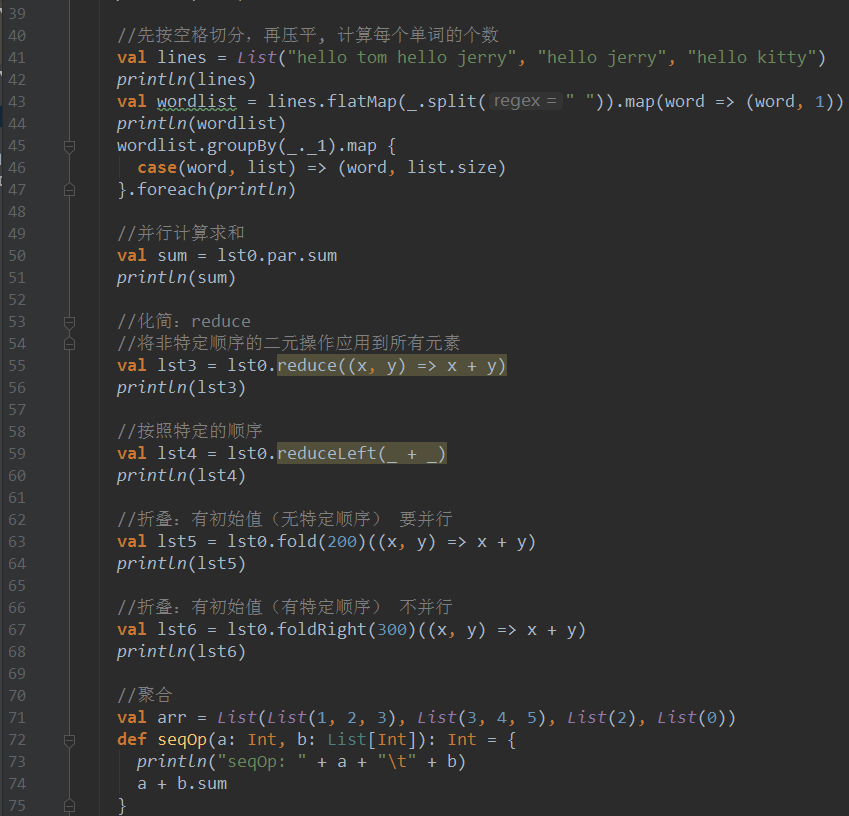 39
40 //先按空格切分，再压平, 计算每个单词的个数
41 val lines = List("hello tom hello jerry", "hello jerry", "hello kitty")
42 println(lines)
43 val wordlist = lines.flatMap(_.split( regex = " ")).map(word => (word, 1))
44 println(wordlist)
45 wordlist.groupBy(_._1).map {
46 case(word, list) => (word, list.size)
47 }.foreach(println)
48
49 //并行计算求和
50 val sum = lst0.par.sum
51 println(sum)
52
53 //化简：reduce
54 //将非特定顺序的二元操作应用到所有元素
55 val lst3 = lst0.reduce((x, y) => x + y)
56 println(lst3)
57
58 //按照特定的顺序
59 val lst4 = lst0.reduceLeft(_ + _)
60 println(lst4)
61
62 //折叠：有初始值（无特定顺序） 要并行
63 val lst5 = lst0.fold(200)((x, y) => x + y)
64 println(lst5)
65
66 //折叠：有初始值（有特定顺序） 不并行
67 val lst6 = lst0.foldRight(300)((x, y) => x + y)
68 println(lst6)
69
70 //聚合
71 val arr = List(List(1, 2, 3), List(3, 4, 5), List(2), List(0))
72 def seqOp(a: Int, b: List[Int]): Int = {
73 println("seqOp: " + a + "\t" + b)
74 a + b.sum
75 }